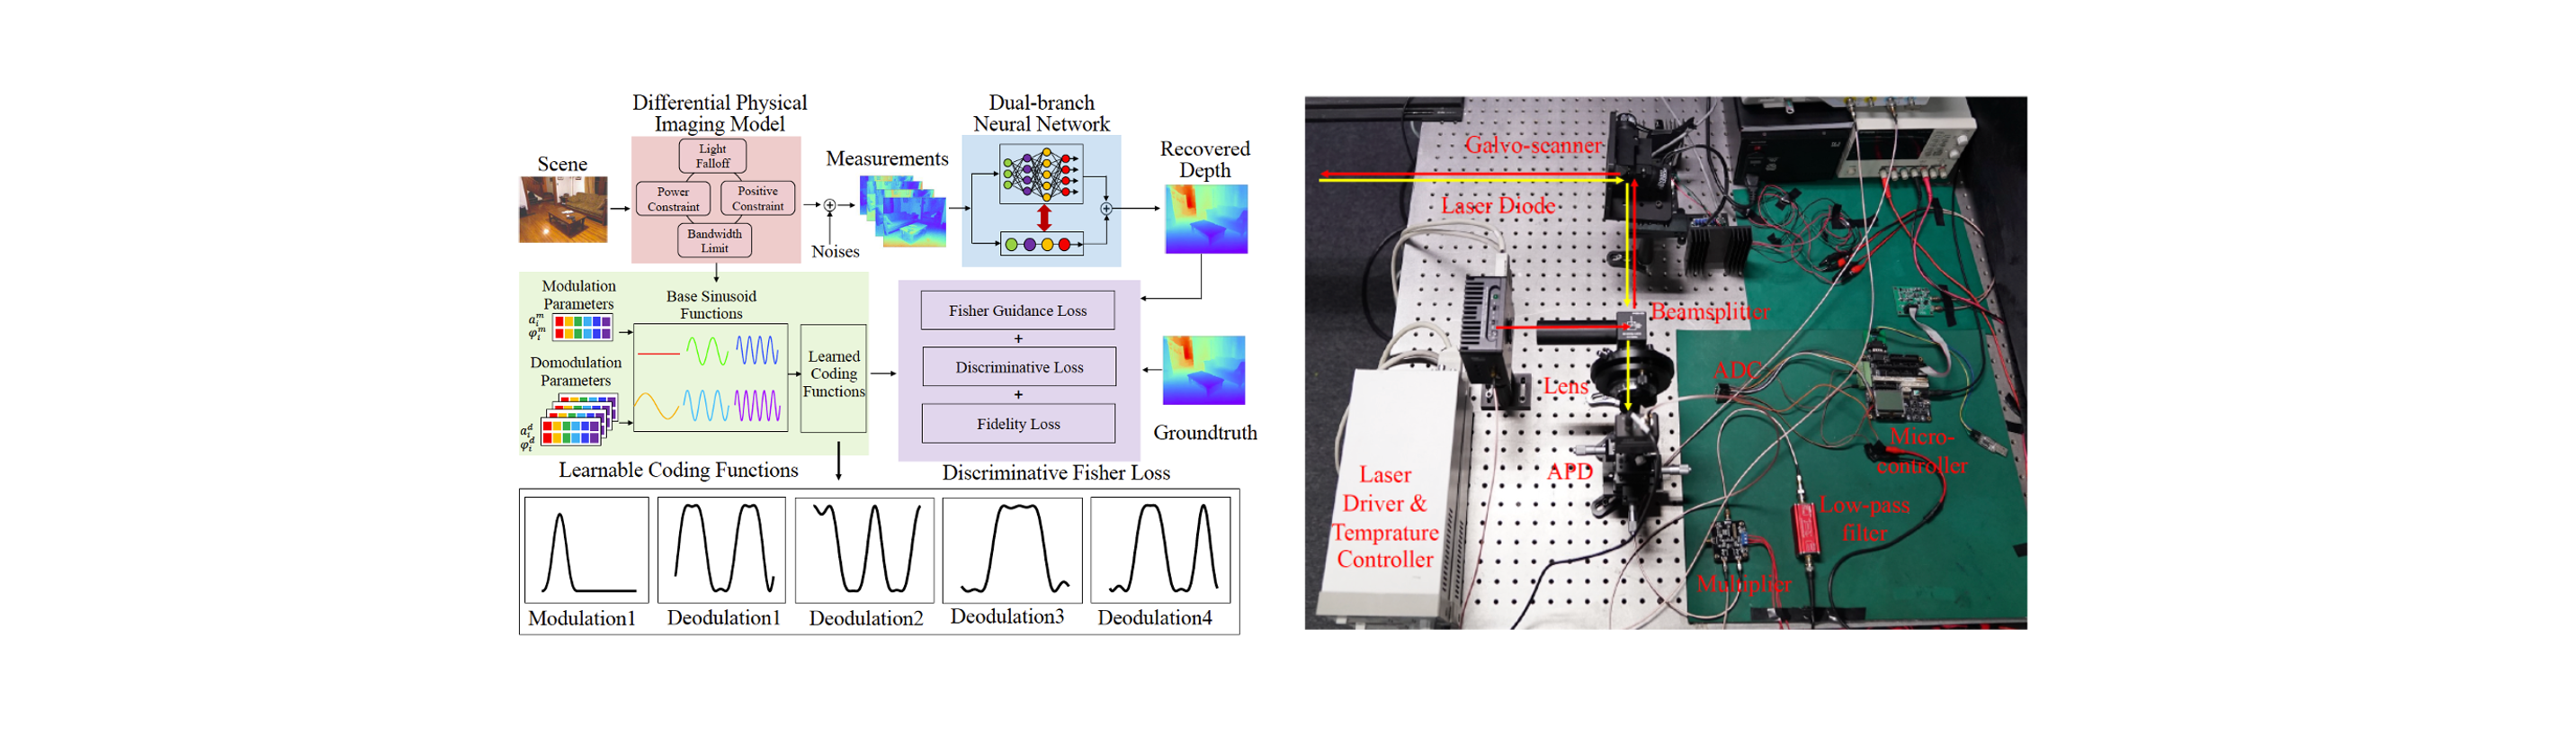 Differential Physical
Imaging Model
Dual-branch
Neural Network
Scene
Light
Falloff
Power
Constraint
Positive
Constraint
Bandwidth
Limit
Measurements
Noises
Recovered
Depth
Modulation
Parameters
a_i^m
φ_i^m
Domodulation
Parameters
a_i^d
φ_i^d
Base Sinusoid
Functions
Learned
Coding
Functions
Fisher Guidance Loss
+
Discriminative Loss
+
Fidelity Loss
Groundtruth
Learnable Coding Functions
Discriminative Fisher Loss
Modulation1
Deodulation1
Deodulation2
Deodulation3
Deodulation4
Galvo-scanner
Laser Diode
Beamsplitter
ADC
Lens
Micro-
controller
APD
Laser
Driver &
Temprature
Controller
Low-pass
filter
Multiplier